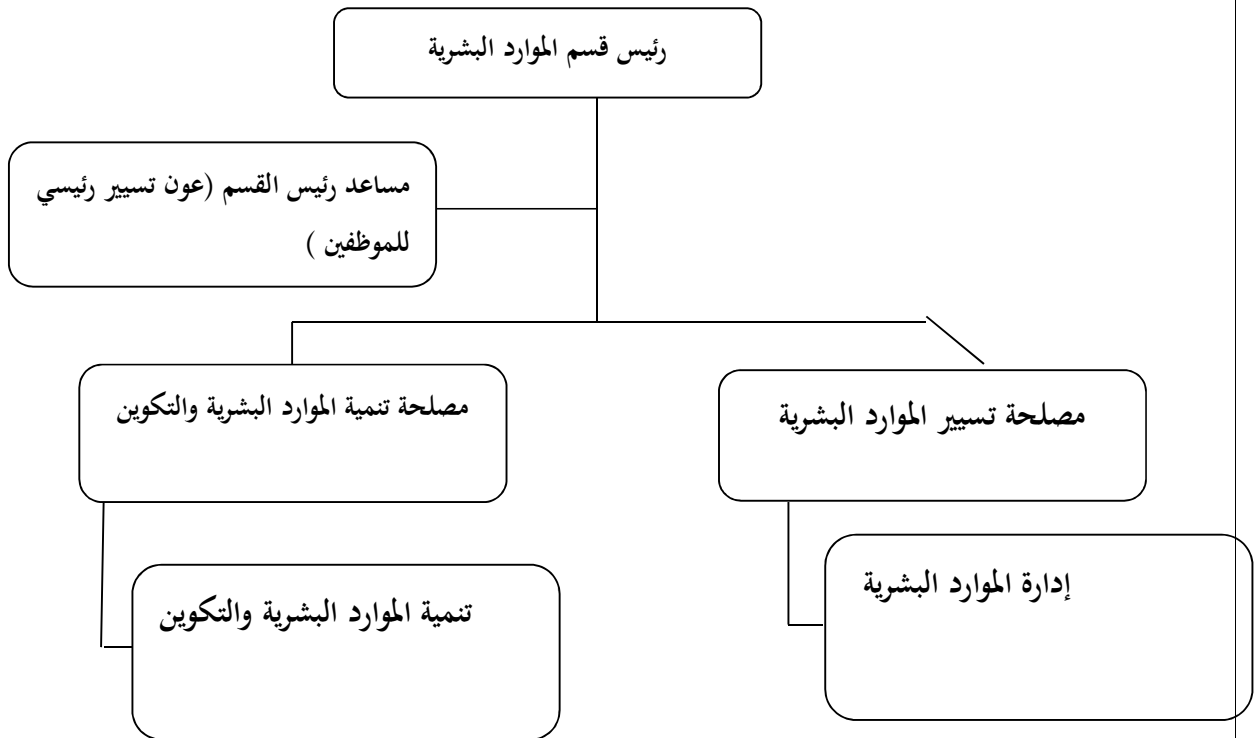 رئيس قسم الموارد البشرية
مساعد رئيس القسم (عون تسيير رئيسي
للموظفين )
مصلحة تسيير الموارد البشرية
مصلحة تنمية الموارد البشرية والتكوين
إدارة الموارد البشرية
تنمية الموارد البشرية والتكوين